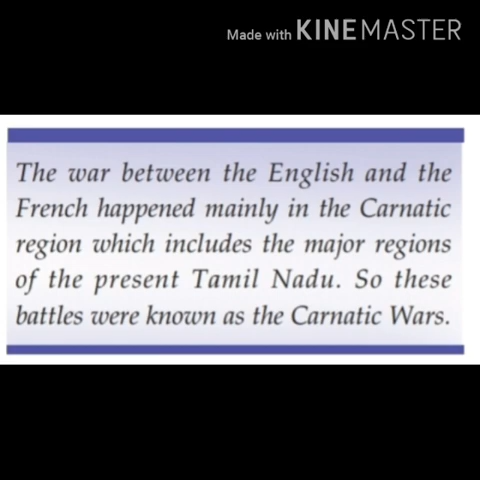 Made with KINEMASTER
The war between the English and the
French happened mainly in the Carnatic
region which includes the major regions
of the present Tamil Nadu. So these
battles were known as the Carnatic Wars.